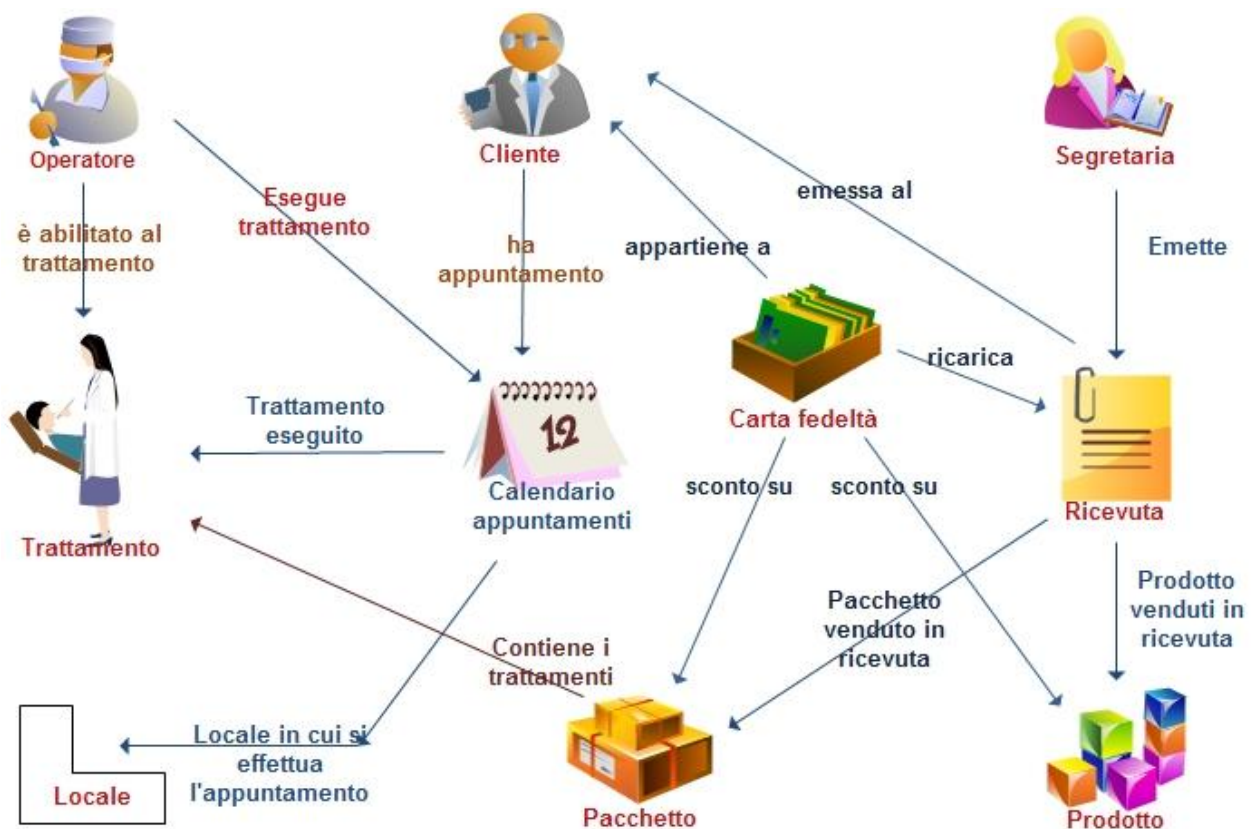 Operatore
Cliente
Segretaria
è abilitato al
trattamento
Esegue
trattamento
ha
appuntamento
appartiene a
emessa al
Emette
ricarica
Trattamento
eseguito
12
Carta fedeltà
Calendario
appuntamenti
sconto su
sconto su
Ricevuta
Trattamento
Contiene i
trattamenti
Pacchetto
venduto in
ricevuta
Prodotto
venduti in
ricevuta
Locale in cui si
effettua
l'appuntamento
Locale
Pacchetto
Prodotto